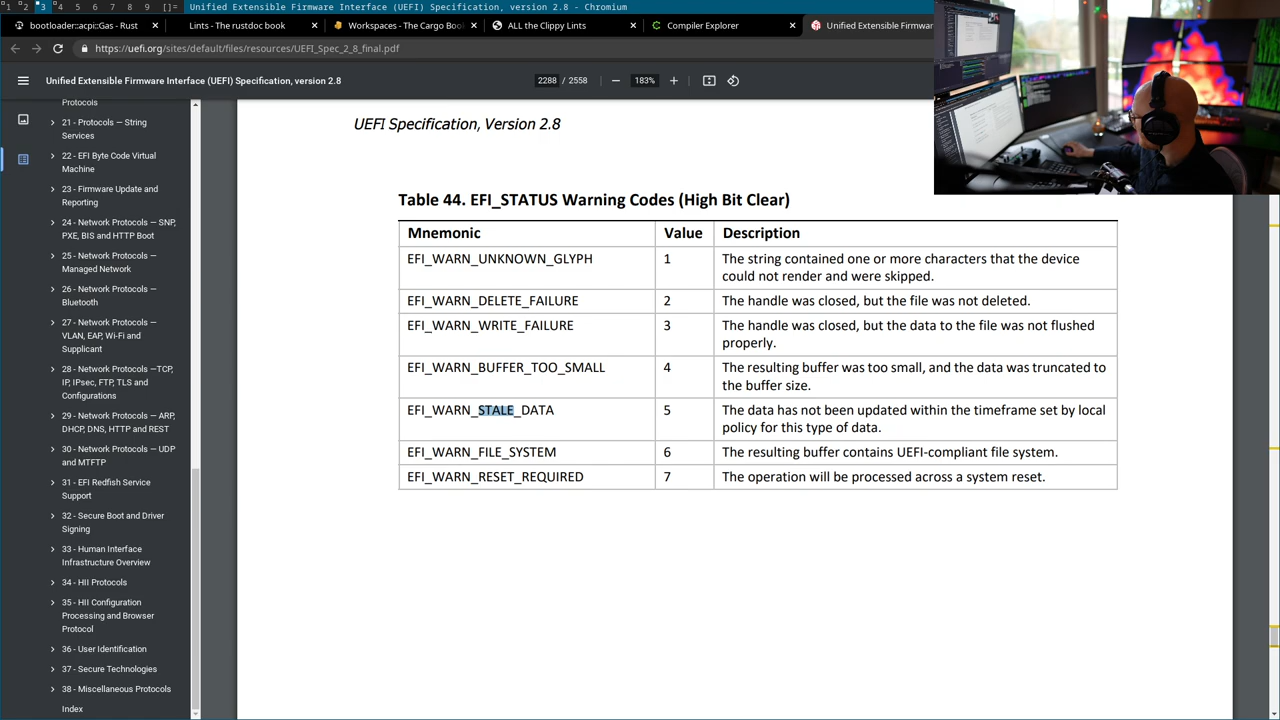 1 2 3 4 5 6 7 8 9 []= Unified Extensible Firmware Interface (UEFI) Specification, version 2.8 - Chromium
bootloader::acpi::Gas - Rust
Lints - The rustc
Workspaces - The Cargo Boo
ALL the Clippy Lints
Compiler Explorer
Unified Extensible Firmware
https://uefi.org/sites/default/file
UEFI_Spec_2_8_final.pdf
Unified Extensible Firmware Interface (UEFI) Specification, version 2.8
2288 / 2558
183%
Protocols
21 - Protocols — String
Services
22 - EFI Byte Code Virtual
Machine
23 - Firmware Update and
Reporting
24 - Network Protocols — SNP,
PXE, BIS and HTTP Boot
25 - Network Protocols —
Managed Network
26 - Network Protocols —
Bluetooth
27 - Network Protocols —
VLAN, EAP, Wi-Fi and
Supplicant
28 - Network Protocols —TCP,
IP, IPsec, FTP, TLS and
Configurations
29 - Network Protocols — ARP,
DHCP, DNS, HTTP and REST
30 - Network Protocols — UDP
and MTFTP
31 - EFI Redfish Service
Support
32 - Secure Boot and Driver
Signing
33 - Human Interface
Infrastructure Overview
34 - HII Protocols
35 - HII Configuration
Processing and Browser
Protocol
36 - User Identification
37 - Secure Technologies
38 - Miscellaneous Protocols
Index
UEFI Specification, Version 2.8
Table 44. EFI_STATUS Warning Codes (High Bit Clear)
Mnemonic Value Description
EFI_WARN_UNKNOWN_GLYPH 1 The string contained one or more characters that the device
could not render and were skipped.
EFI_WARN_DELETE_FAILURE 2 The handle was closed, but the file was not deleted.
EFI_WARN_WRITE_FAILURE 3 The handle was closed, but the data to the file was not flushed
properly.
EFI_WARN_BUFFER_TOO_SMALL 4 The resulting buffer was too small, and the data was truncated to
the buffer size.
EFI_WARN_STALE_DATA 5 The data has not been updated within the timeframe set by local
policy for this type of data.
EFI_WARN_FILE_SYSTEM 6 The resulting buffer contains UEFI-compliant file system.
EFI_WARN_RESET_REQUIRED 7 The operation will be processed across a system reset.